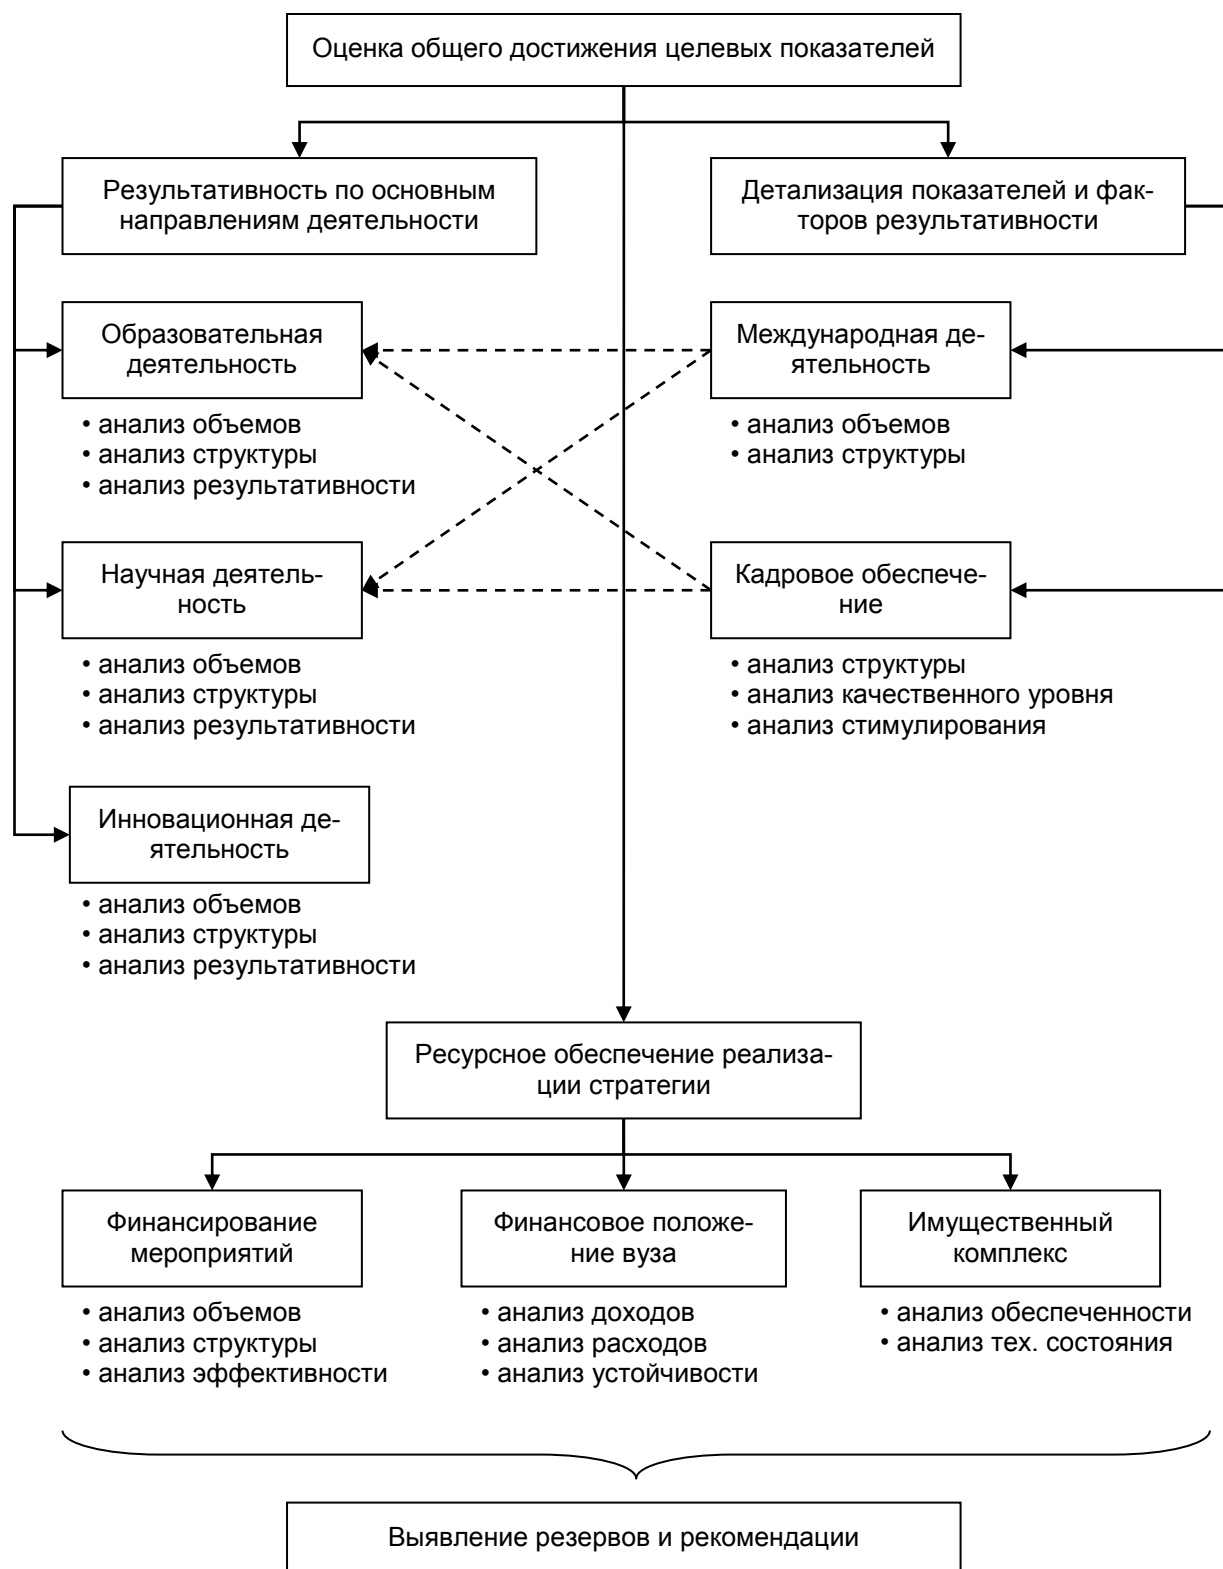 Оценка общего достижения целевых показателей
Результативность по основным
направлениям деятельности
Детализация показателей и фак-
торов результативности
Образовательная
деятельность
• анализ объемов
• анализ структуры
• анализ результативности
Международная де-
ятельность
• анализ объемов
• анализ структуры
Научная деятель-
ность
• анализ объемов
• анализ структуры
• анализ результативности
Кадровое обеспече-
ние
• анализ структуры
• анализ качественного уровня
• анализ стимулирования
Инновационная де-
ятельность
• анализ объемов
• анализ структуры
• анализ результативности
Ресурсное обеспечение реализа-
ции стратегии
Финансирование
мероприятий
• анализ объемов
• анализ структуры
• анализ эффективности
Финансовое положе-
ние вуза
• анализ доходов
• анализ расходов
• анализ устойчивости
Имущественный
комплекс
• анализ обеспеченности
• анализ тех. состояния
Выявление резервов и рекомендации